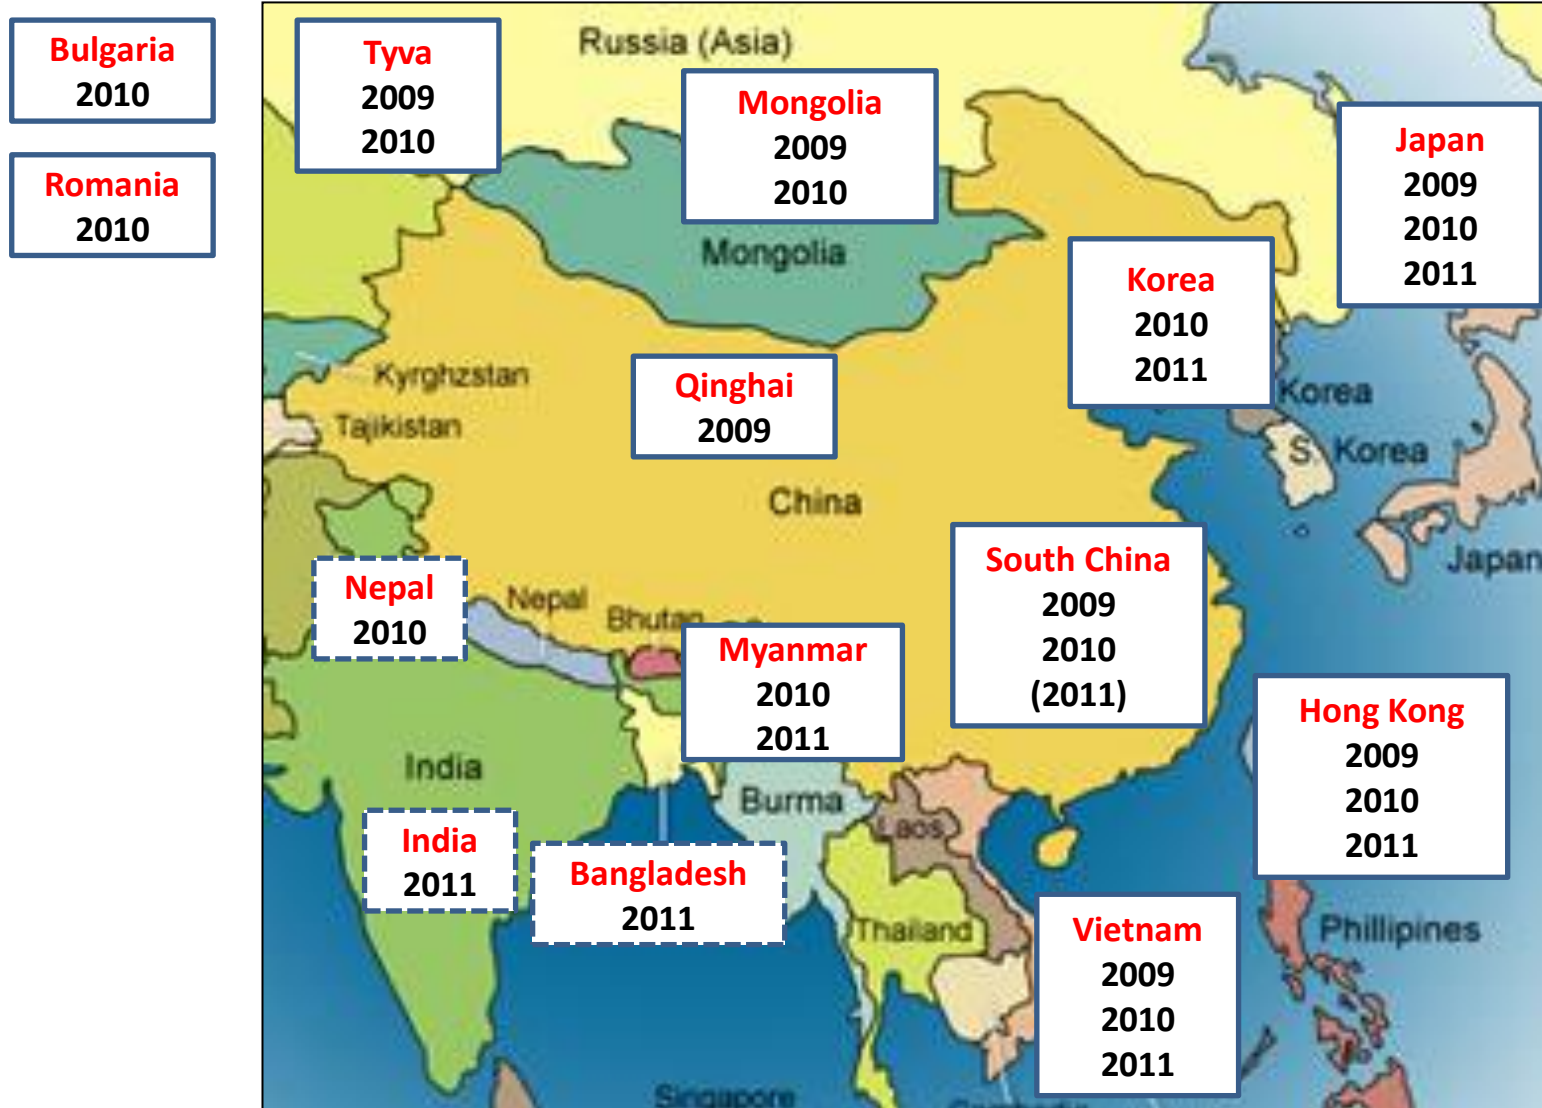 Bulgaria
2010
Romania
2010
Russia (Asia)
Tyva
2009
2010
Mongolia
2009
2010
Japan
2009
2010
2011
Mongolia
Korea
2010
2011
Qinghai
2009
Kyrghzstan
Tajikistan
Korea
S. Korea
China
Japan
South China
2009
2010
(2011)
Nepal
2010
Nepal
Bhutan
Myanmar
2010
2011
Hong Kong
2009
2010
2011
India
Burma
Laos
India
2011
Bangladesh
2011
Thailand
Phillipines
Vietnam
2009
2010
2011
Singapore